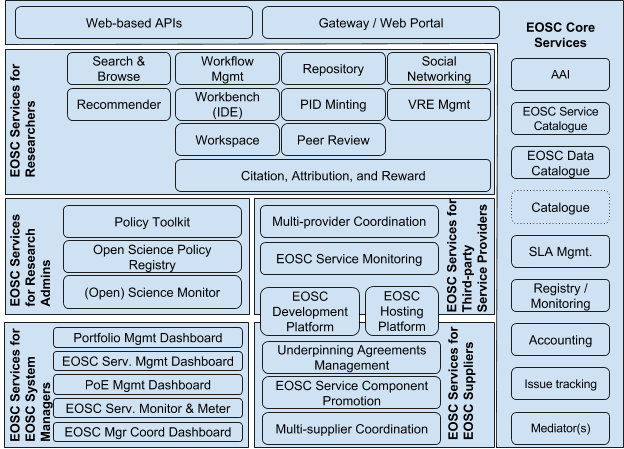 Web-based APIs
Gateway / Web Portal
EOSC Services for
Researchers
Search &
Browse
Workflow
Mgmt
Repository
Social
Networking
Recommender
Workbench
(IDE)
PID Minting
VRE Mgmt
Workspace
Peer Review
Citation, Attribution, and Reward
EOSC Services
for Research
Admins
Policy Toolkit
Open Science Policy
Registry
(Open) Science Monitor
Multi-provider Coordination
EOSC Service Monitoring
EOSC
Development
Platform
EOSC
Hosting
Platform
EOSC Services for
Third-party
Service Providers
EOSC Services for
EOSC System
Managers
Portfolio Mgmt Dashboard
EOSC Serv. Mgmt Dashboard
PoE Mgmt Dashboard
EOSC Serv. Monitor & Meter
EOSC Mgr Coord Dashboard
Underpinning Agreements
Management
EOSC Service Component
Promotion
Multi-supplier Coordination
EOSC Services for
EOSC Suppliers
EOSC Core
Services
AAI
EOSC Service
Catalogue
EOSC Data
Catalogue
Catalogue
SLA Mgmt.
Registry /
Monitoring
Accounting
Issue tracking
Mediator(s)